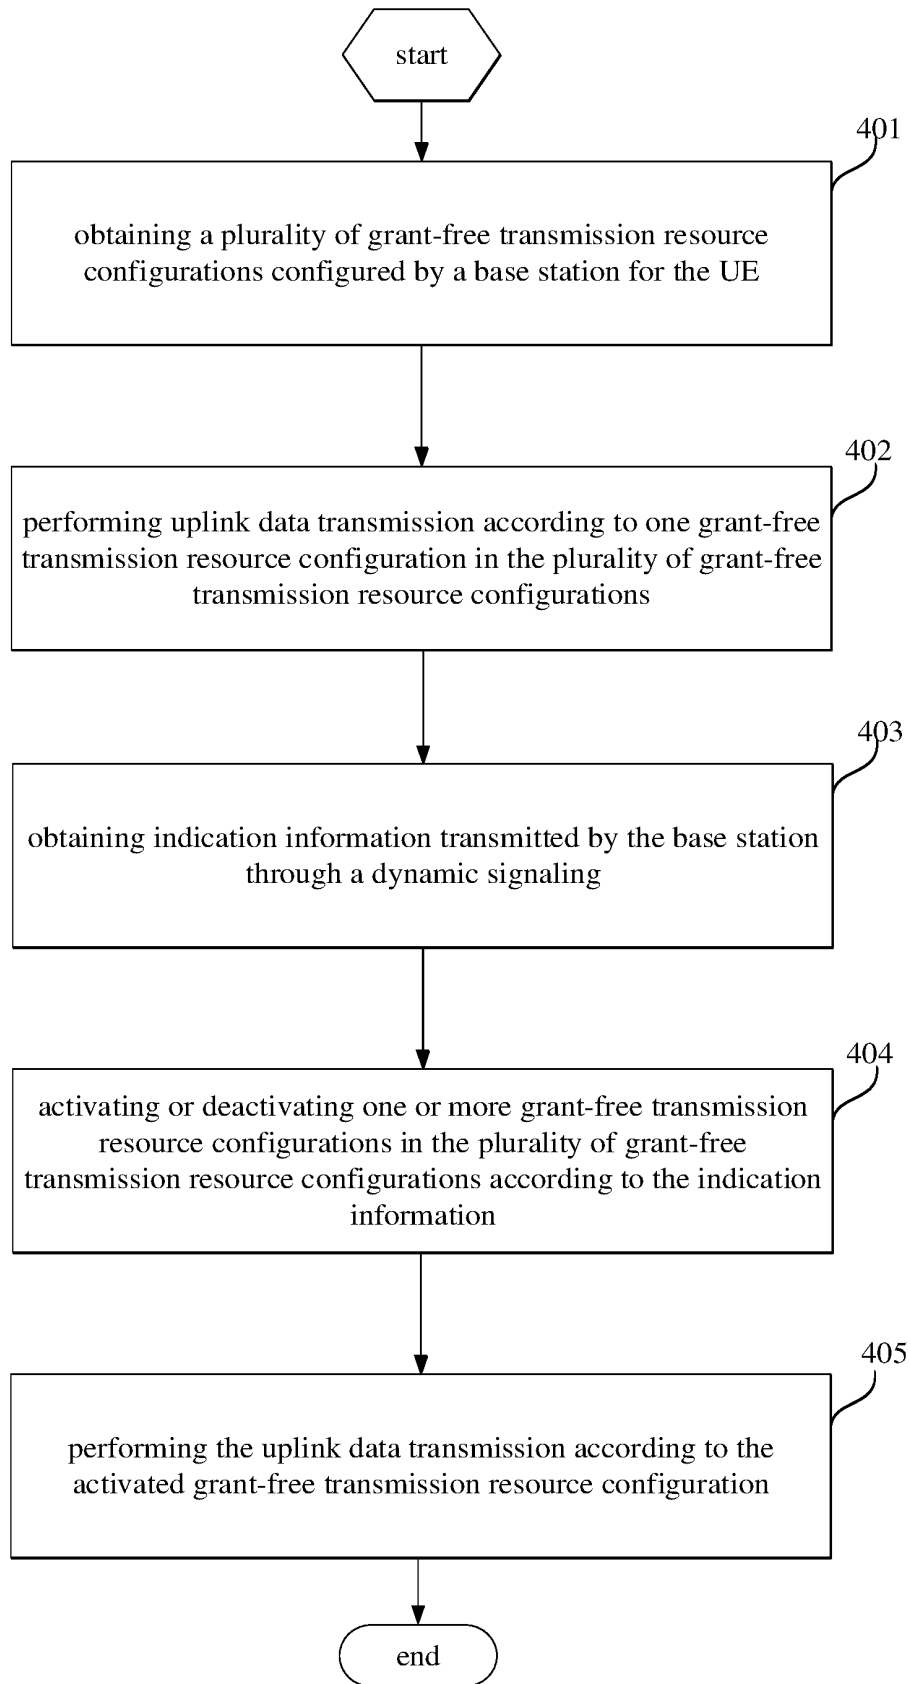 start
401
obtaining a plurality of grant-free transmission resource
configurations configured by a base station for the UE
402
performing uplink data transmission according to one grant-free
transmission resource configuration in the plurality of grant-free
transmission resource configurations
403
obtaining indication information transmitted by the base station
through a dynamic signaling
404
activating or deactivating one or more grant-free transmission
resource configurations in the plurality of grant-free
transmission resource configurations according to the indication
information
405
performing the uplink data transmission according to the
activated grant-free transmission resource configuration
end